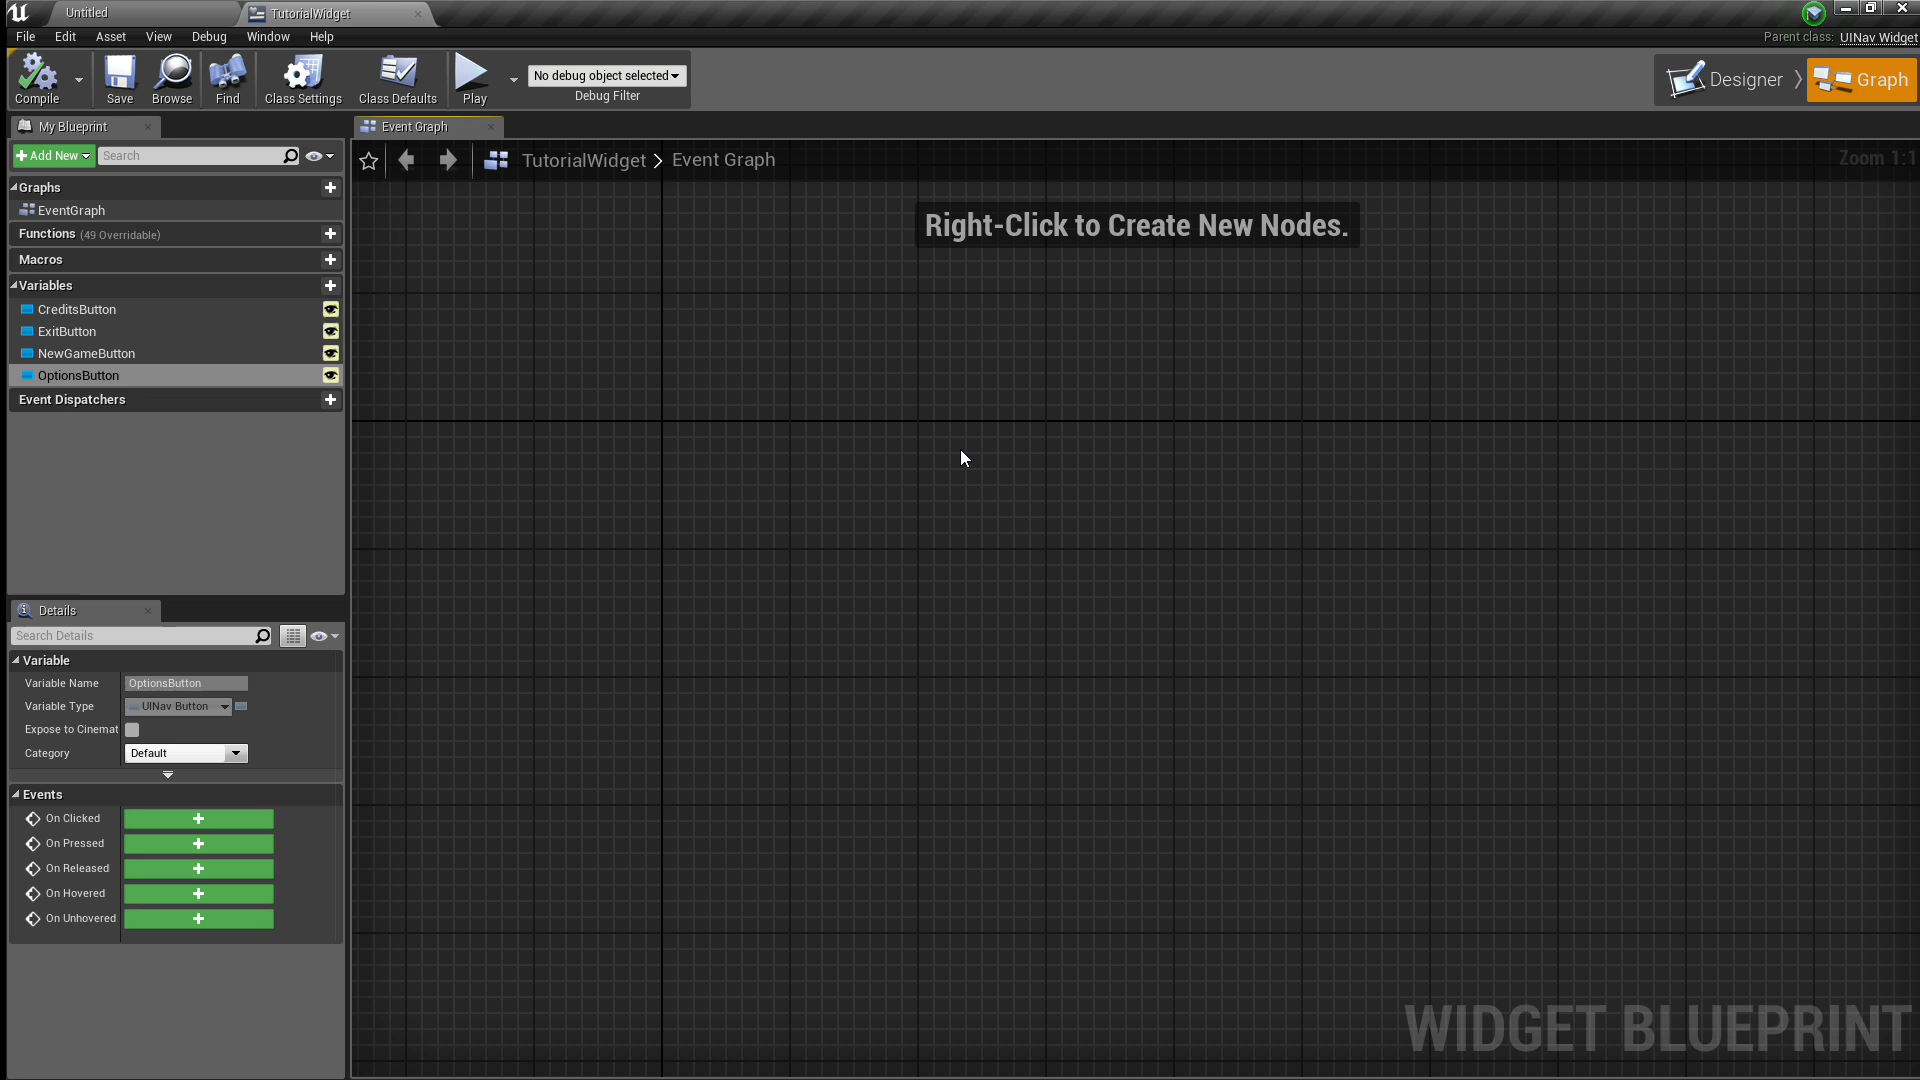 Untitled
TutorialWidget
File Edit Asset View Debug Window Help
Parent class: UINav Widget
Compile
Save
Browse
Find
Class Settings
Class Defaults
Play
No debug object selected
Debug Filter
Designer
Graph
My Blueprint
Event Graph
Add New
Search
TutorialWidget > Event Graph
Zoom 1:1
Graphs
EventGraph
Functions (49 Overridable)
Macros
Variables
CreditsButton
ExitButton
NewGameButton
OptionsButton
Event Dispatchers
Right-Click to Create New Nodes.
Details
Search Details
Variable
Variable Name OptionsButton
Variable Type UINav Button
Expose to Cinemat
Category Default
Events
On Clicked
On Pressed
On Released
On Hovered
On Unhovered
WIDGET BLUEPRINT